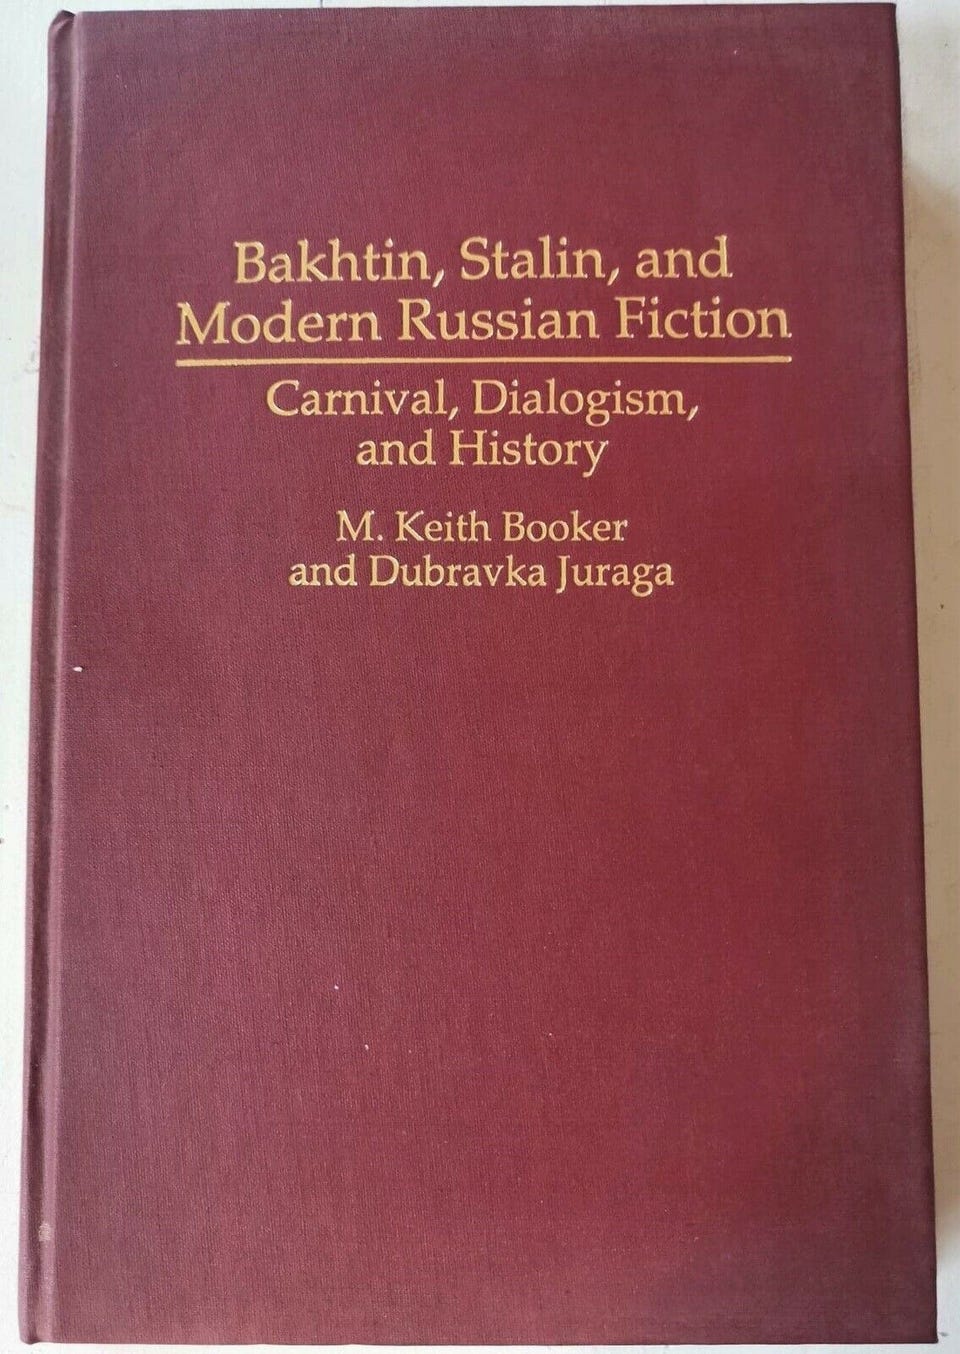 Bakhtin, Stalin, and
Modern Russian Fiction
Carnival, Dialogism,
and History
M. Keith Booker
and Dubravka Juraga